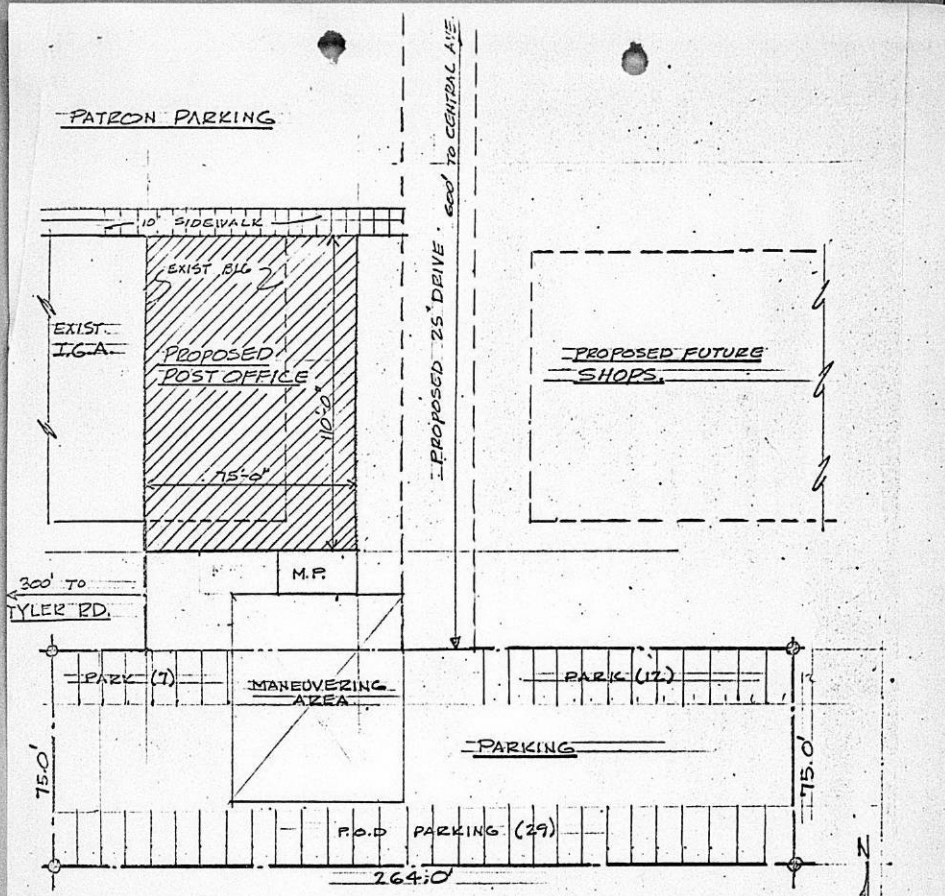 PATRON PARKING
10' SIDEWALK
EXIST BLG
EXIST.
I.G.A.
PROPOSED
POST OFFICE
110'-0"
75'-0"
PROPOSED 25' DRIVE - 600' TO CENTRAL AVE.
PROPOSED FUTURE
SHOPS.
M.P.
300' TO
TYLER RD.
PARK (7)
MANEUVERING
AREA
PARK (12)
PARKING
75.0'
75.0'
P.O.D PARKING (29)
264.0'
N